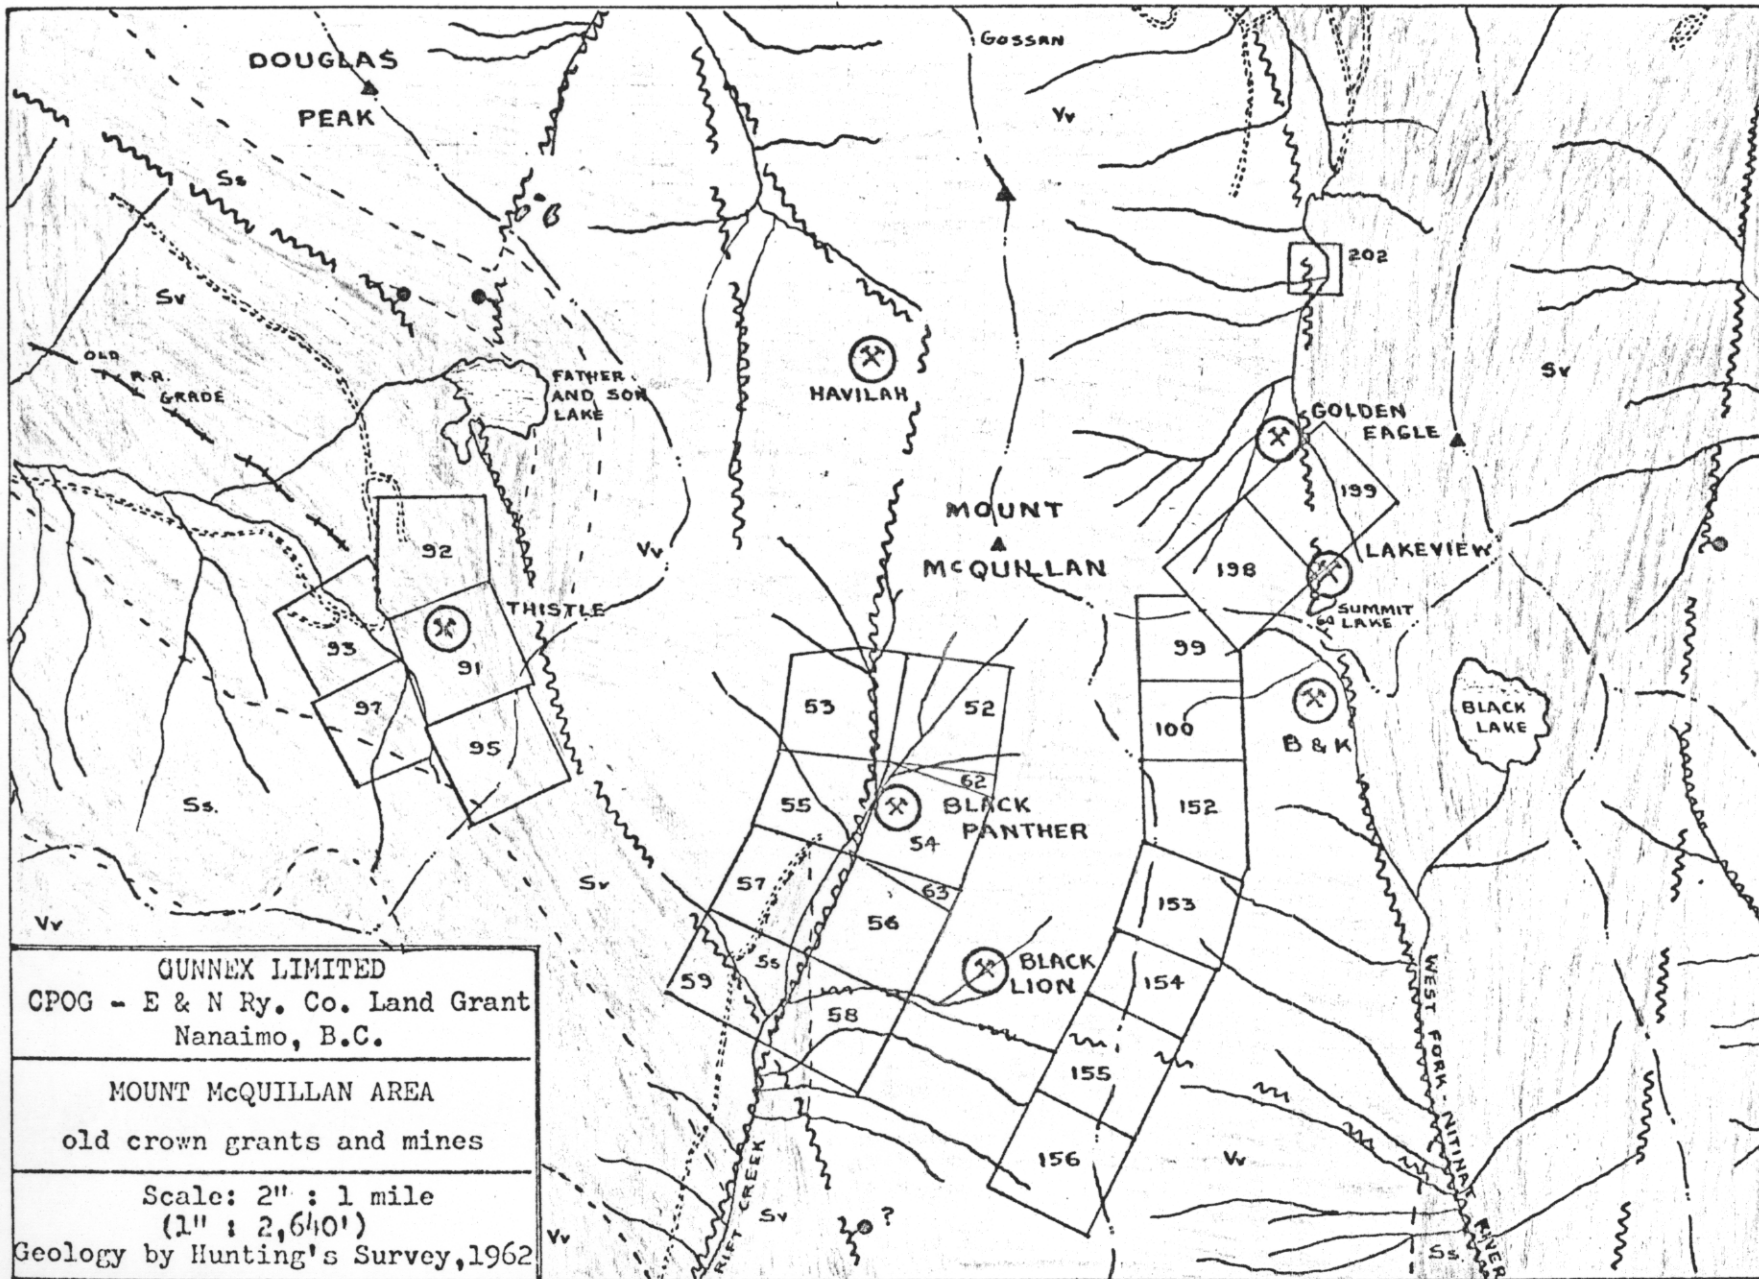 DOUGLAS
PEAK
GOSSAN
Vv
Ss
202
Sv
OLD
R.R.
GRADE
FATHER
AND SON
LAKE
HAVILAH
Sv
GOLDEN
EAGLE
199
MOUNT
McQUILLAN
92
Vv
LAKEVIEW
198
SUMMIT
LAKE
THISTLE
93
91
99
97
95
53
52
100
B & K
BLACK
LAKE
62
55
BLACK
PANTHER
54
152
Ss.
57
63
Sv
56
153
Vv
59
Ss
BLACK
LION
154
58
WEST FORK - NITINAT
RIVER
155
156
Vv
RIFT CREEK
Sv
?
Vv
Ss
GUNNEX LIMITED
CPOG - E & N Ry. Co. Land Grant
Nanaimo, B.C.
MOUNT McQUILLAN AREA
old crown grants and mines
Scale: 2" : 1 mile
(1" : 2,640')
Geology by Hunting's Survey,1962